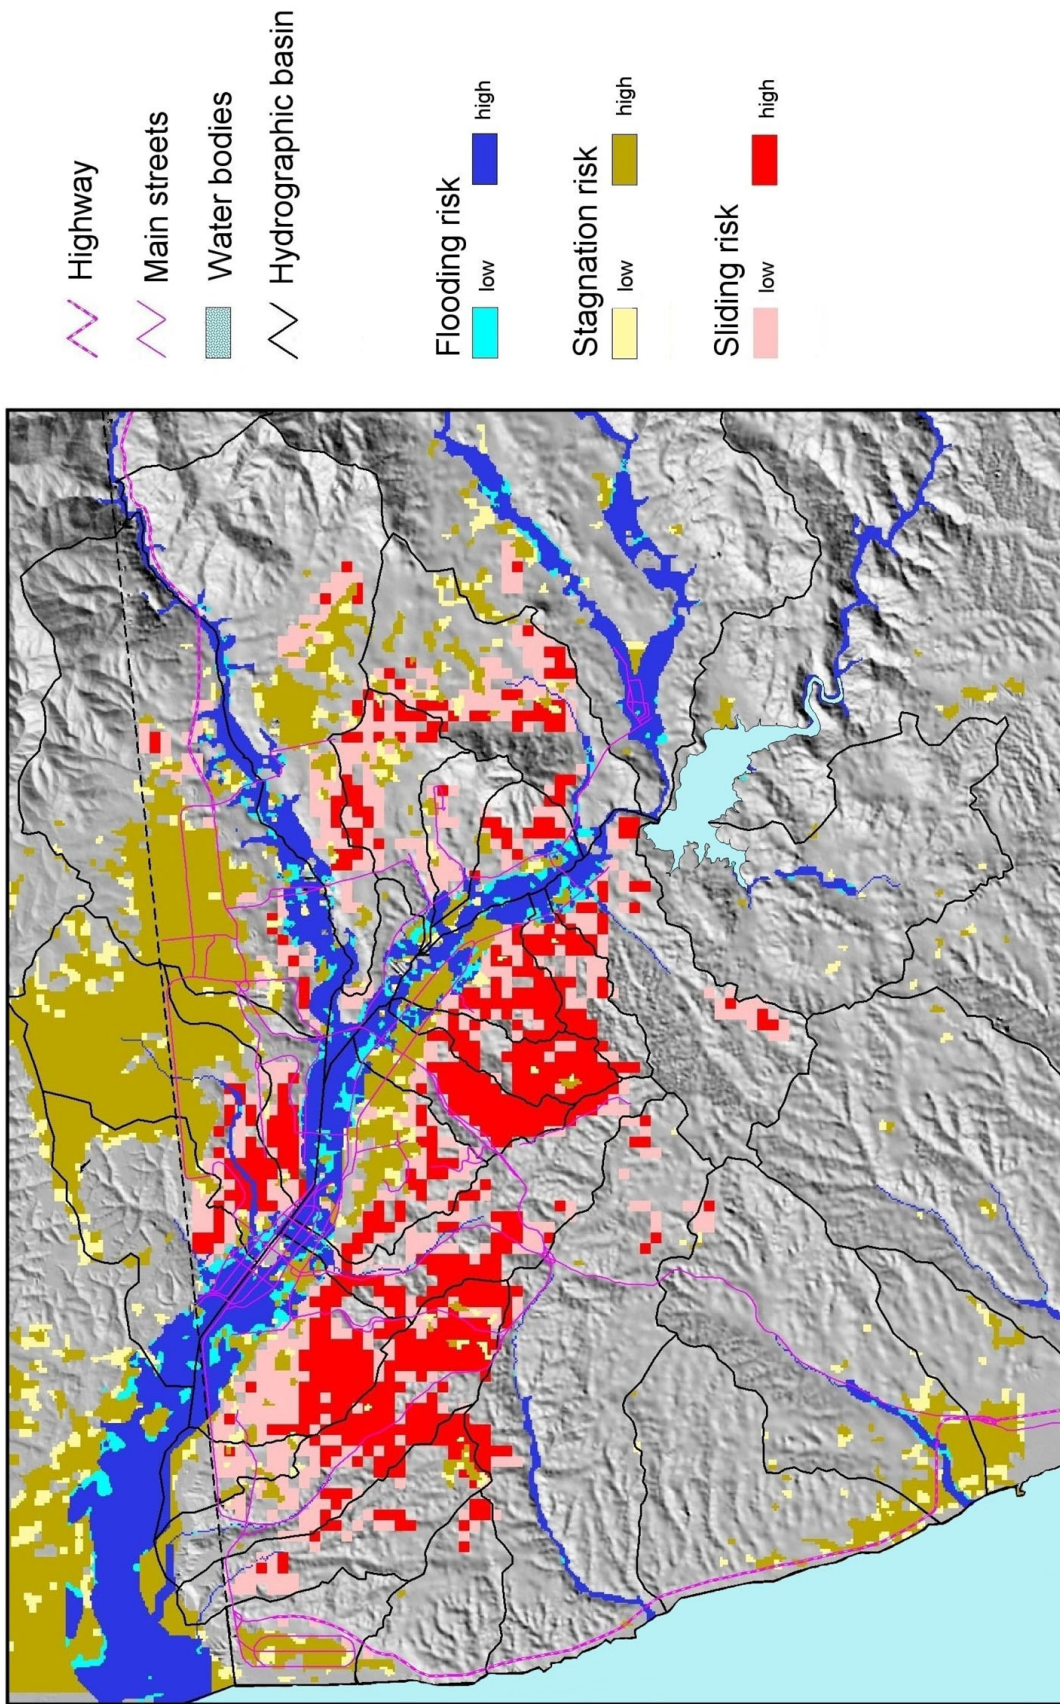 Highway
Main streets
Water bodies
Hydrographic basin
Flooding risk
low
high
Stagnation risk
low
high
Sliding risk
low
high